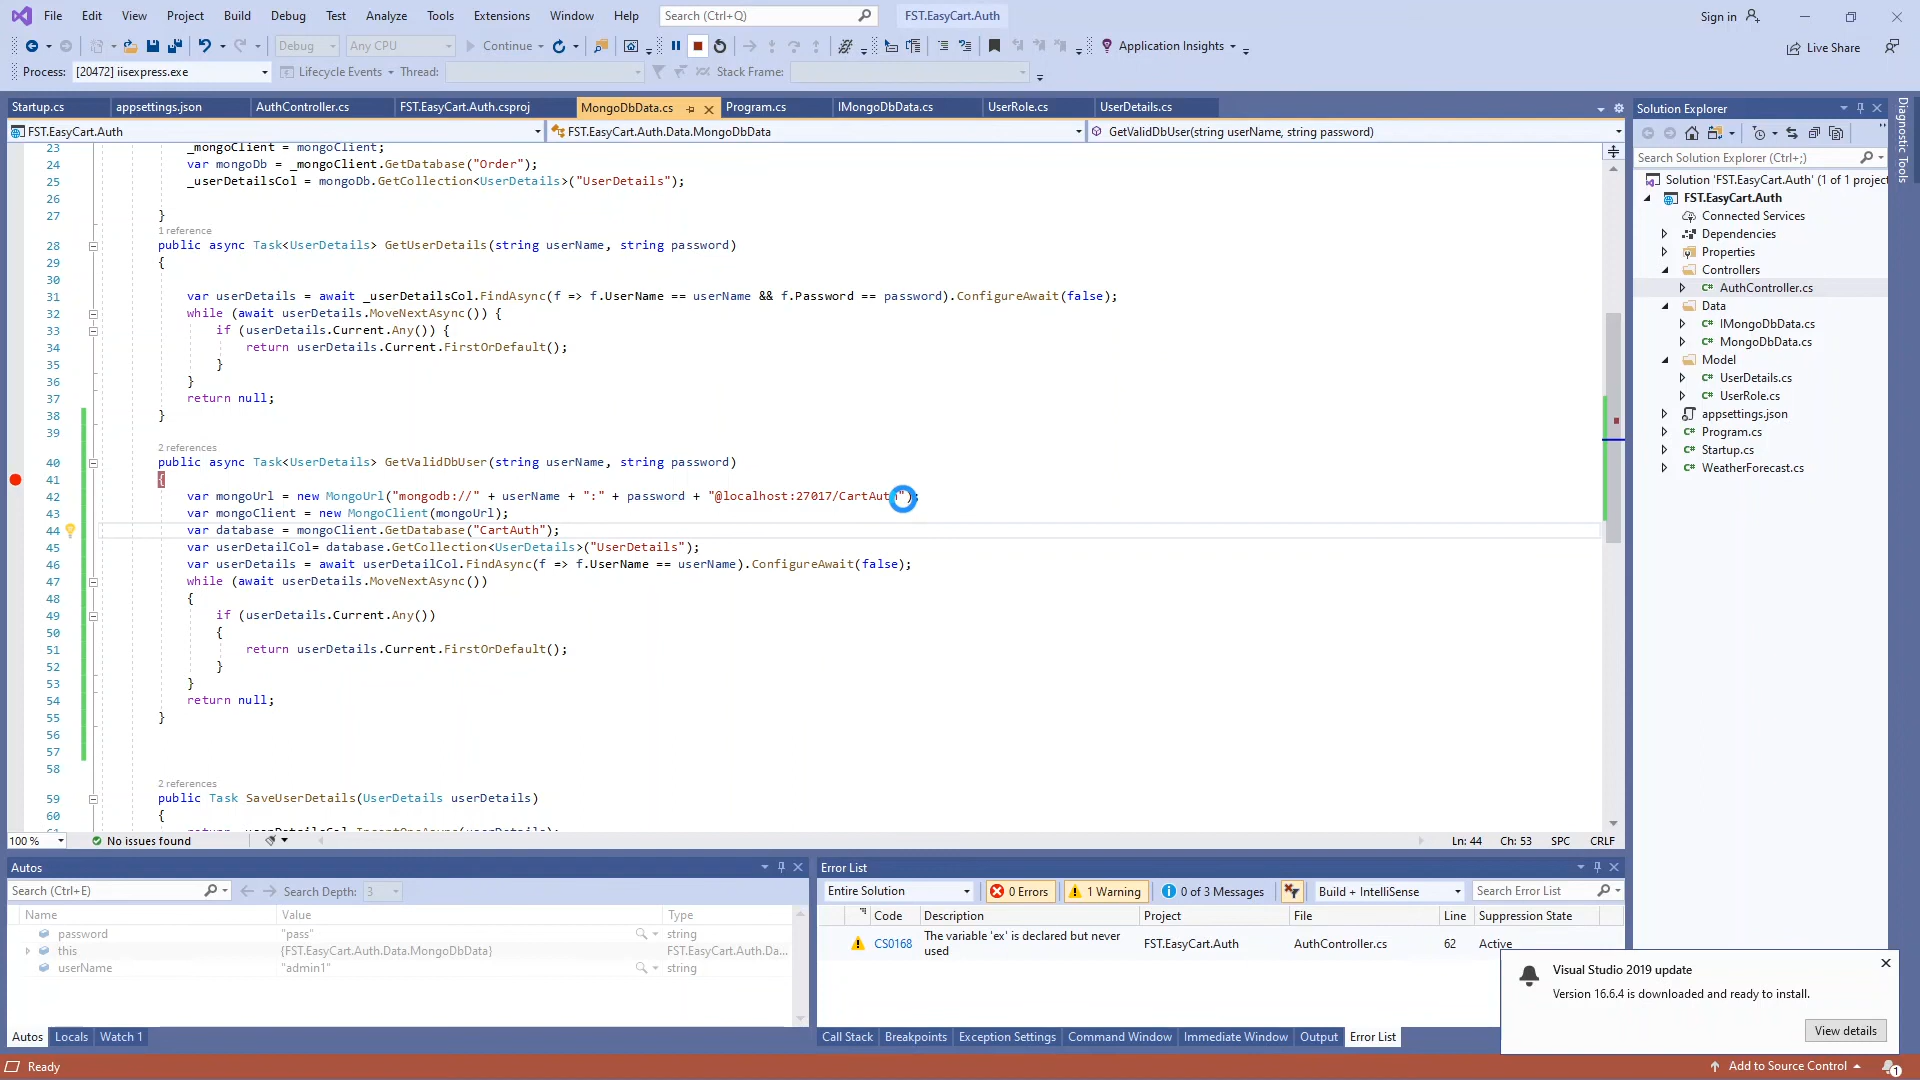 File Edit View Project Build Debug Test Analyze Tools Extensions Window Help Search (Ctrl+Q) FST.EasyCart.Auth Sign in
Debug Any CPU Continue Application Insights Live Share
Process: [20472] iisexpress.exe Lifecycle Events Thread: Stack Frame:
Startup.cs appsettings.json AuthController.cs FST.EasyCart.Auth.csproj MongoDbData.cs Program.cs IMongoDbData.cs UserRole.cs UserDetails.cs
FST.EasyCart.Auth FST.EasyCart.Auth.Data.MongoDbData GetValidDbUser(string userName, string password)
23 _mongoClient = mongoClient;
24 var mongoDb = _mongoClient.GetDatabase("Order");
25 _userDetailsCol = mongoDb.GetCollection<UserDetails>("UserDetails");
26
27 }
1 reference
28 public async Task<UserDetails> GetUserDetails(string userName, string password)
29 {
30
31 var userDetails = await _userDetailsCol.FindAsync(f => f.UserName == userName && f.Password == password).ConfigureAwait(false);
32 while (await userDetails.MoveNextAsync()) {
33 if (userDetails.Current.Any()) {
34 return userDetails.Current.FirstOrDefault();
35 }
36 }
37 return null;
38 }
39
2 references
40 public async Task<UserDetails> GetValidDbUser(string userName, string password)
41 {
42 var mongoUrl = new MongoUrl("mongodb://" + userName + ":" + password + "@localhost:27017/CartAuth");
43 var mongoClient = new MongoClient(mongoUrl);
44 var database = mongoClient.GetDatabase("CartAuth");
45 var userDetailCol= database.GetCollection<UserDetails>("UserDetails");
46 var userDetails = await userDetailCol.FindAsync(f => f.UserName == userName).ConfigureAwait(false);
47 while (await userDetails.MoveNextAsync())
48 {
49 if (userDetails.Current.Any())
50 {
51 return userDetails.Current.FirstOrDefault();
52 }
53 }
54 return null;
55 }
56
57
58
2 references
59 public Task SaveUserDetails(UserDetails userDetails)
60 {
100 % No issues found Ln: 44 Ch: 53 SPC CRLF
Solution Explorer
Search Solution Explorer (Ctrl+;)
Solution 'FST.EasyCart.Auth' (1 of 1 project
FST.EasyCart.Auth
Connected Services
Dependencies
Properties
Controllers
AuthController.cs
Data
IMongoDbData.cs
MongoDbData.cs
Model
UserDetails.cs
UserRole.cs
appsettings.json
Program.cs
Startup.cs
WeatherForecast.cs
Diagnostic Tools
Autos
Search (Ctrl+E) Search Depth: 3
Name Value Type
password "pass" string
this {FST.EasyCart.Auth.Data.MongoDbData} FST.EasyCart.Auth.Da...
userName "admin1" string
Autos Locals Watch 1
Error List
Entire Solution 0 Errors 1 Warning 0 of 3 Messages Build + IntelliSense Search Error List
Code Description Project File Line Suppression State
CS0168 The variable 'ex' is declared but never used FST.EasyCart.Auth AuthController.cs 62 Active
Call Stack Breakpoints Exception Settings Command Window Immediate Window Output Error List
Visual Studio 2019 update
Version 16.6.4 is downloaded and ready to install.
View details
Ready Add to Source Control 1